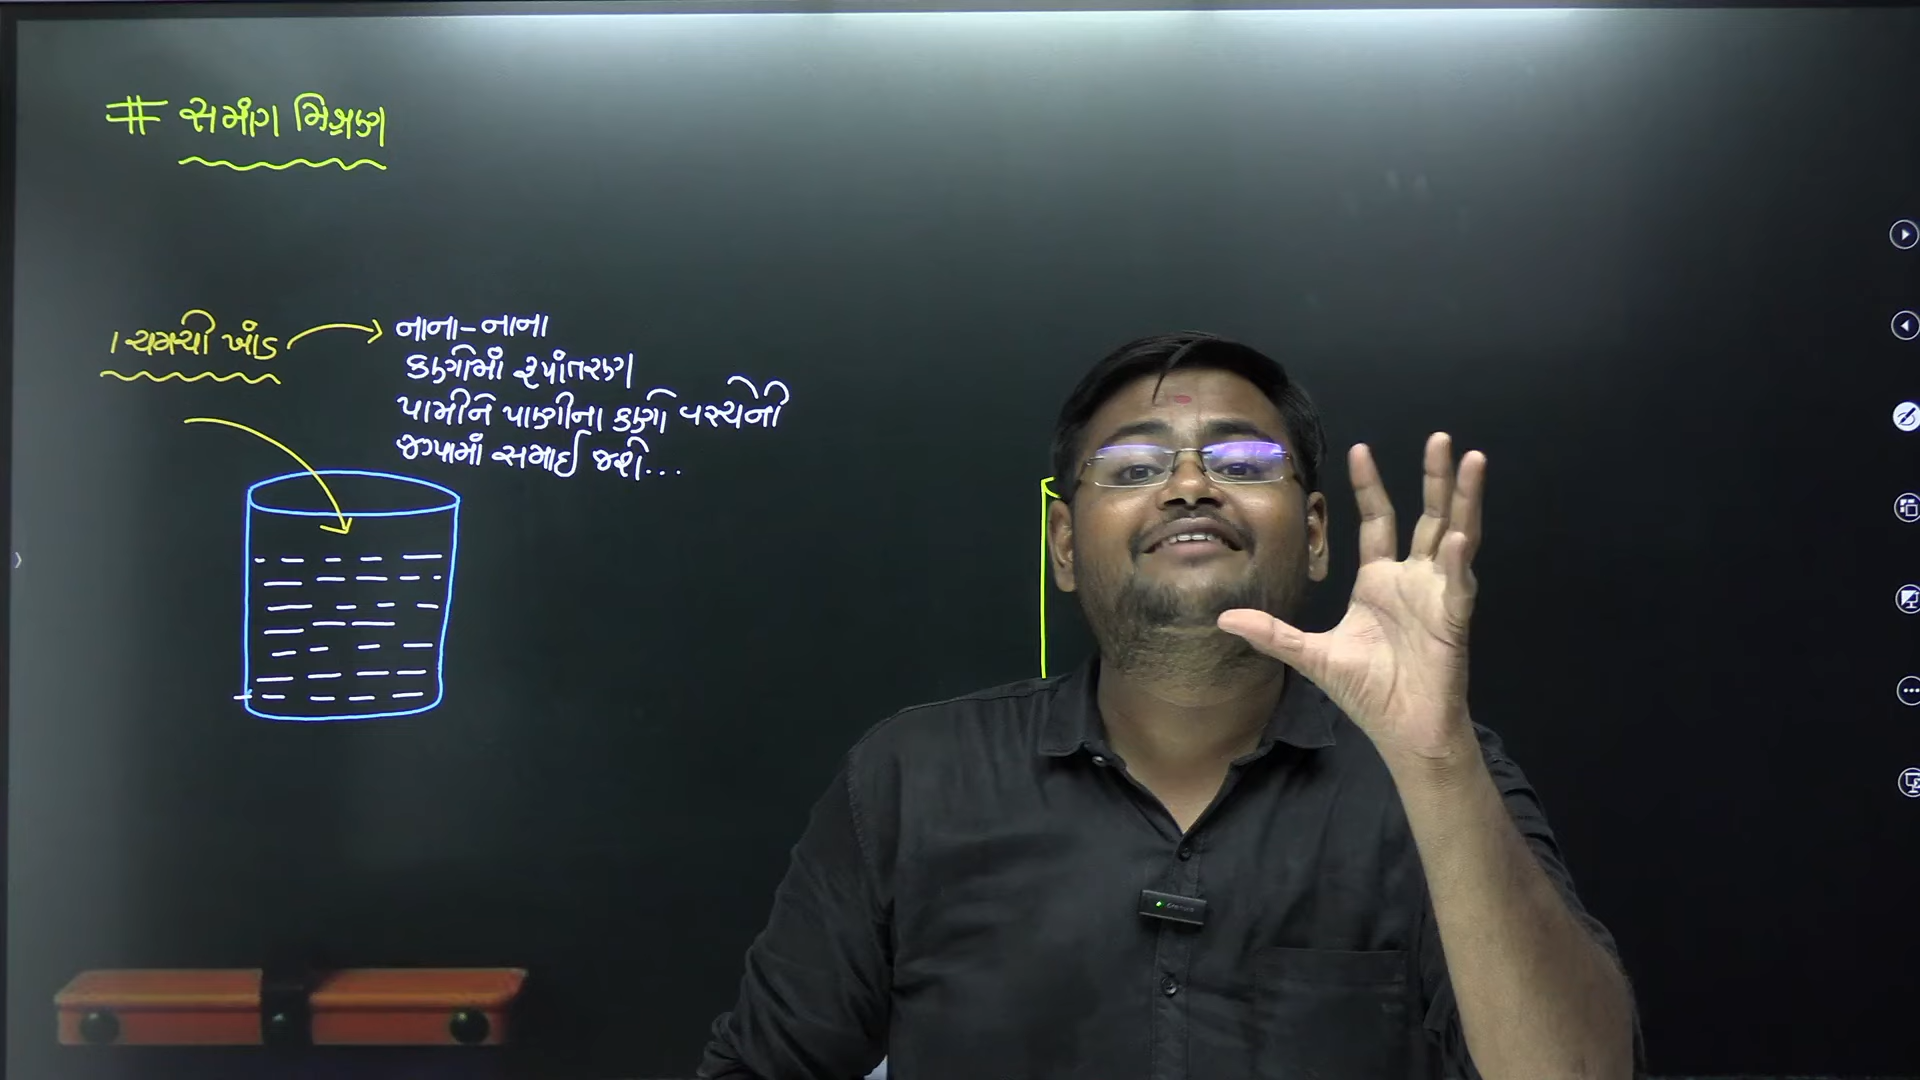 # સમાંગ મિશ્રણ
1 ચમચી ખાંડ
નાના-નાના
કણોમાં રૂપાંતરણ
પામીને પાણીના કણો વચ્ચેની
જગ્યામાં સમાઈ જશે...